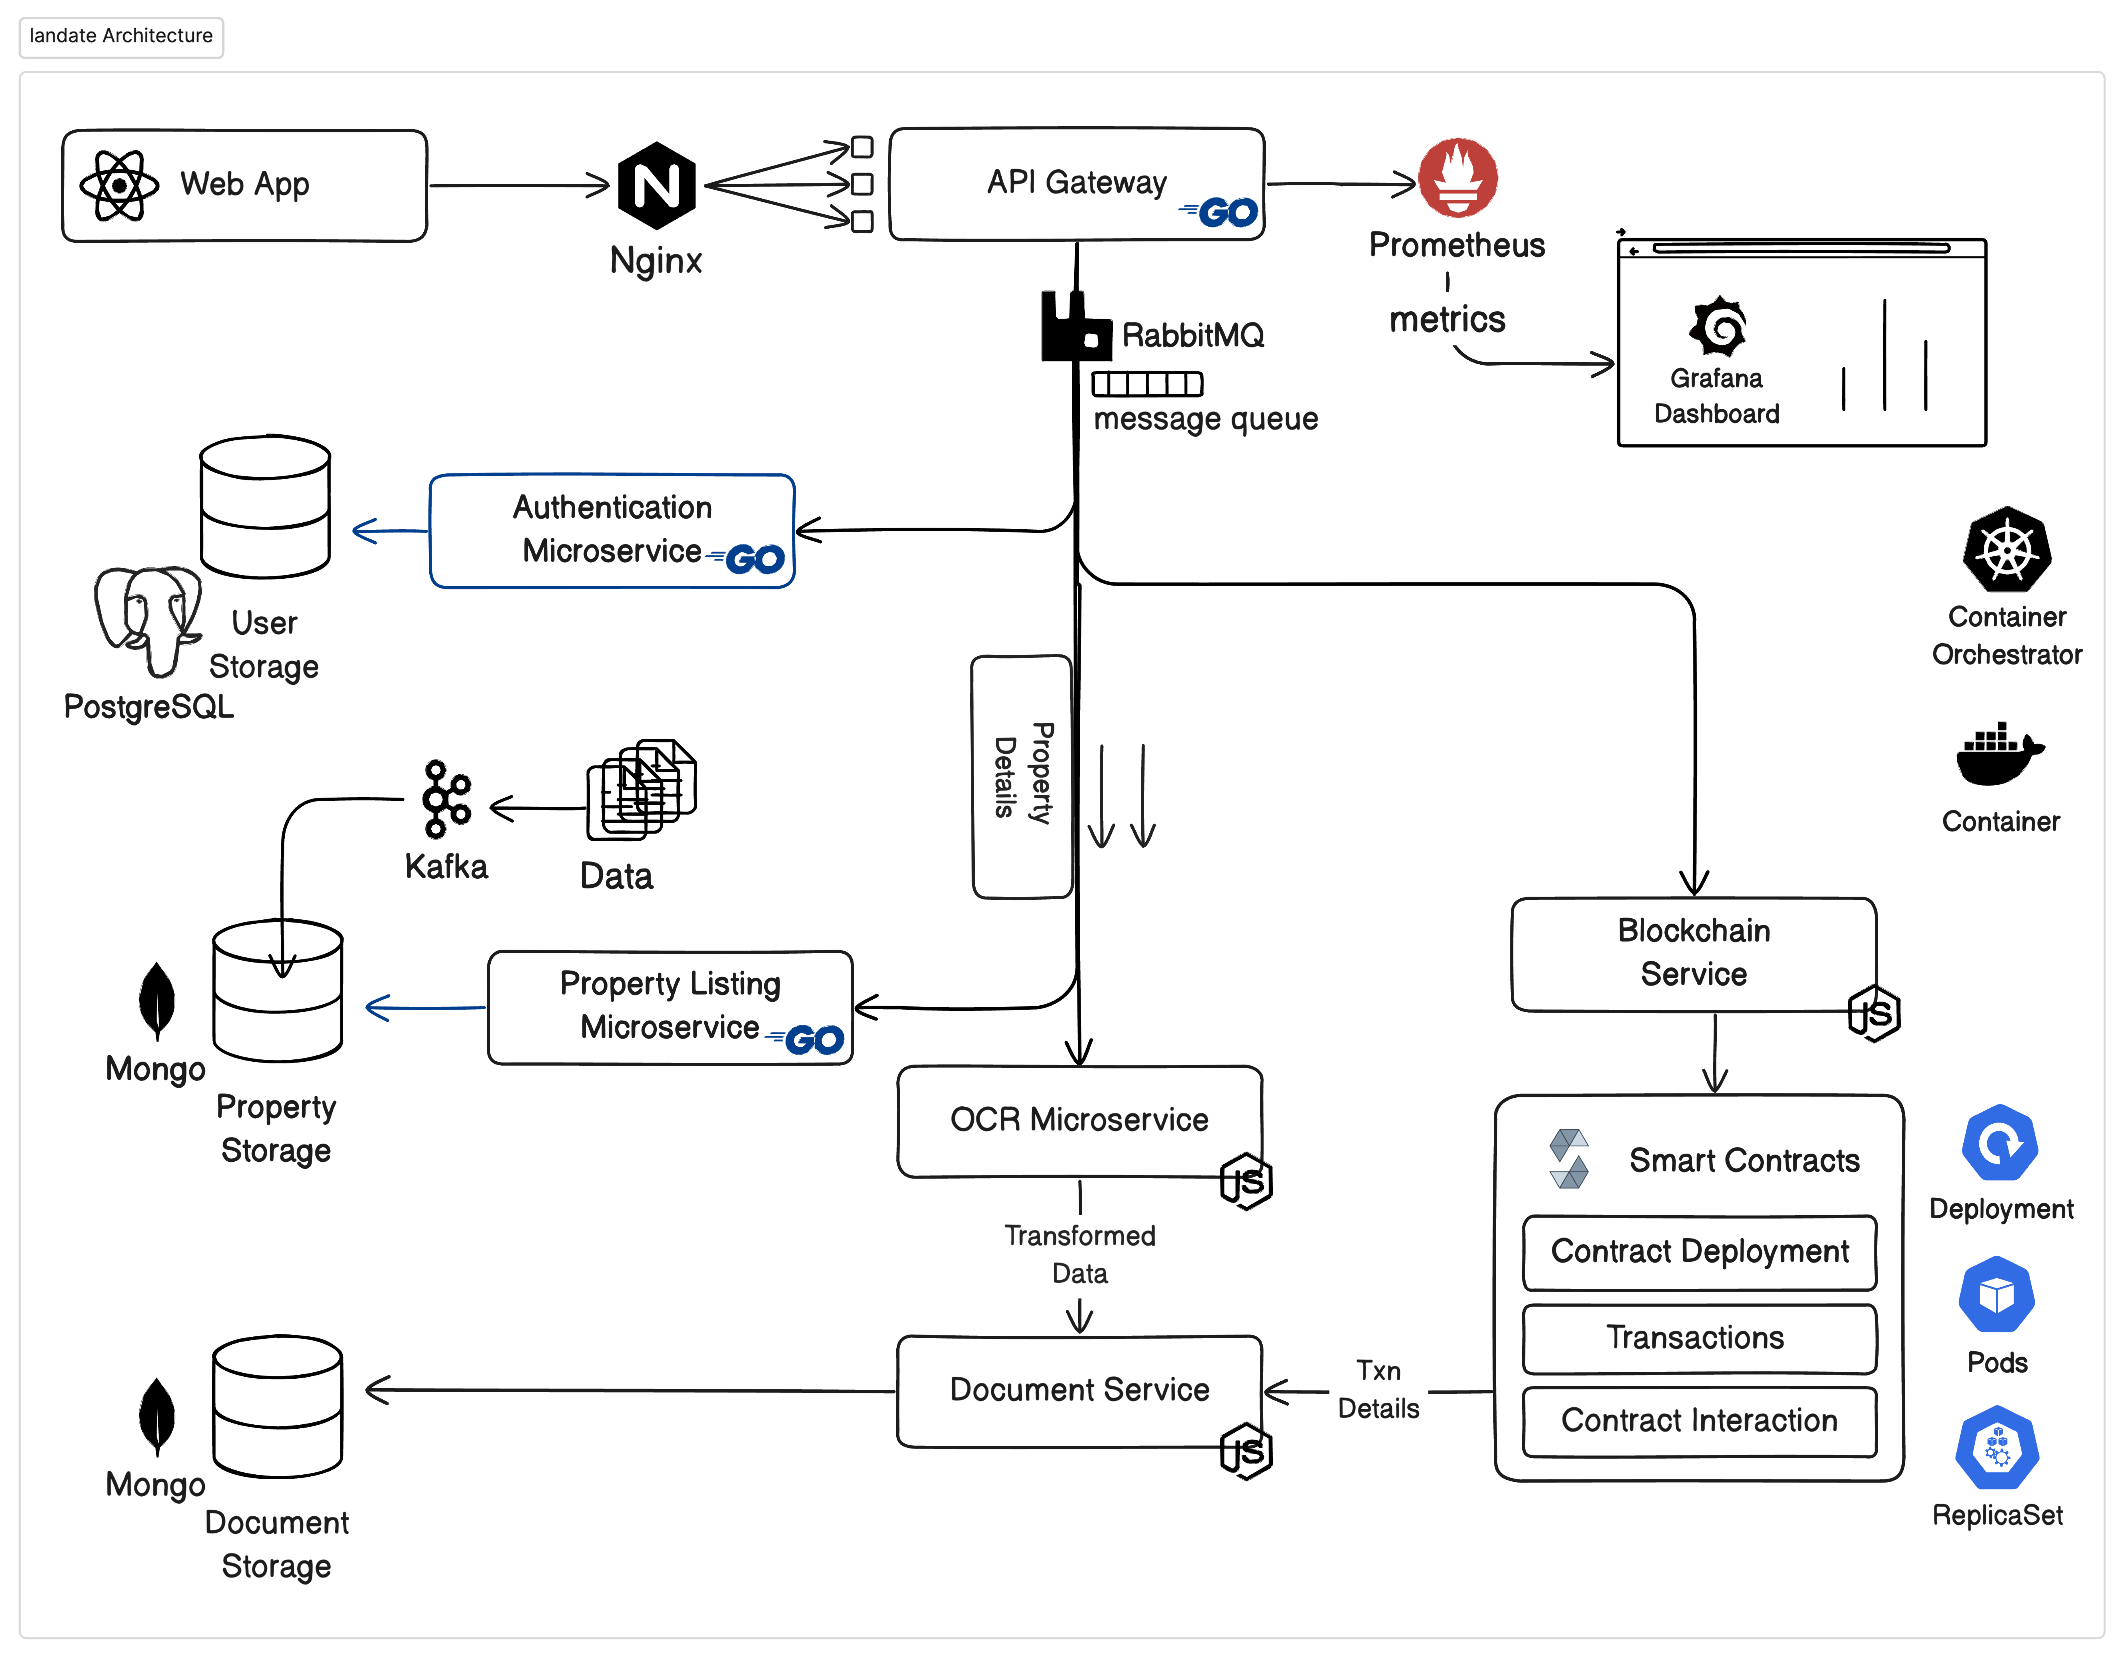 landate Architecture
Web App
Nginx
API Gateway
GO
Prometheus
metrics
RabbitMQ
message queue
Grafana
Dashboard
Authentication
Microservice
GO
User
Storage
PostgreSQL
Container
Orchestrator
Container
Property
Details
Kafka
Data
Property Listing
Microservice
GO
Mongo
Property
Storage
Blockchain
Service
JS
OCR Microservice
JS
Transformed
Data
Smart Contracts
Contract Deployment
Transactions
Contract Interaction
Deployment
Pods
ReplicaSet
Txn
Details
Document Service
JS
Mongo
Document
Storage